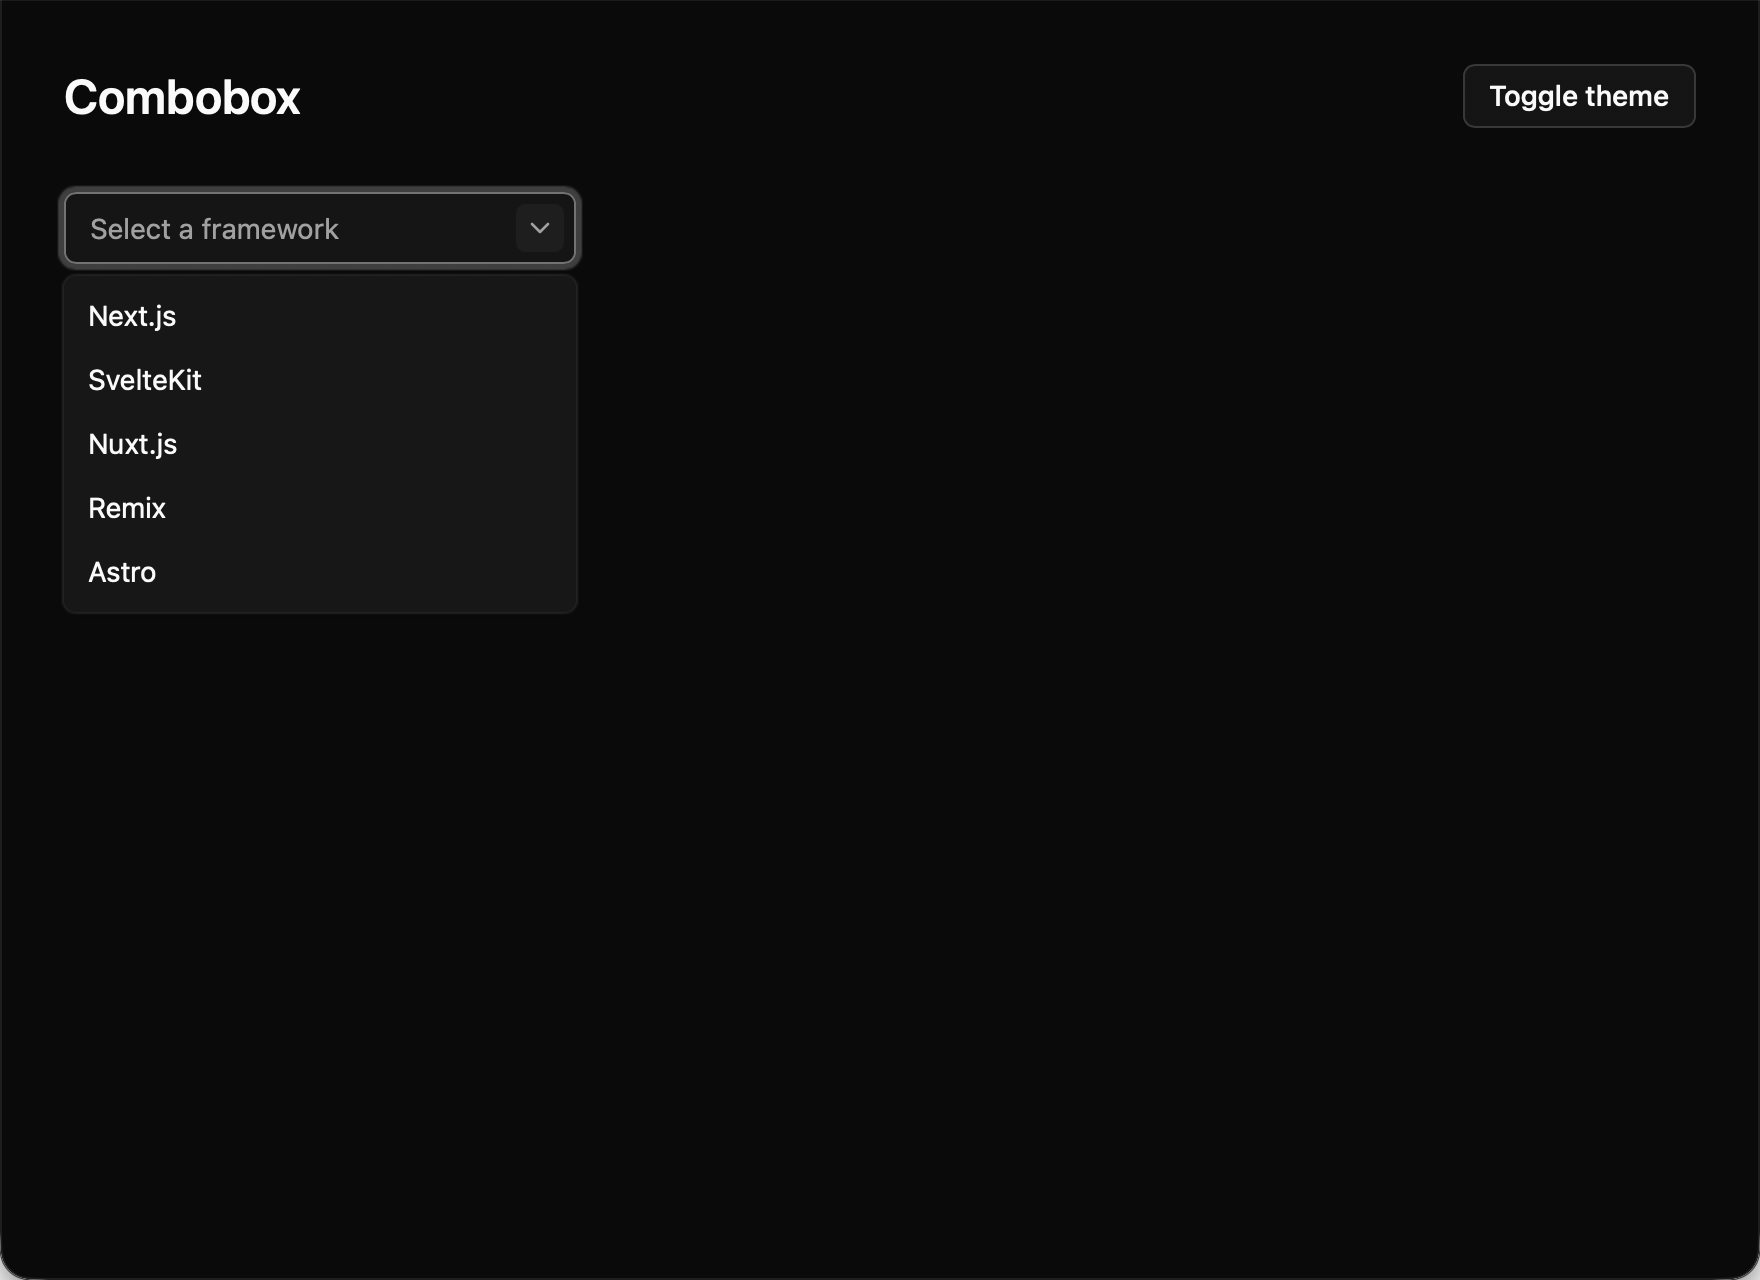 Combobox
Toggle theme
Select a framework
Next.js
SvelteKit
Nuxt.js
Remix
Astro